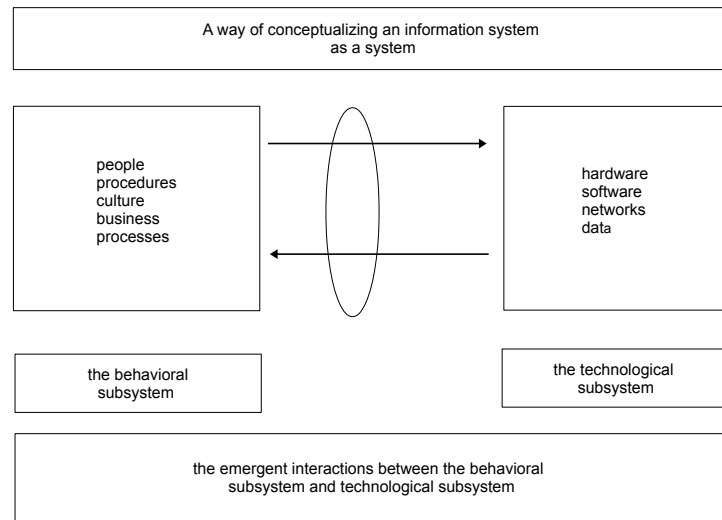 A way of conceptualizing an information system
as a system
people
procedures
culture
business
processes
hardware
software
networks
data
the behavioral
subsystem
the technological
subsystem
the emergent interactions between the behavioral
subsystem and technological subsystem